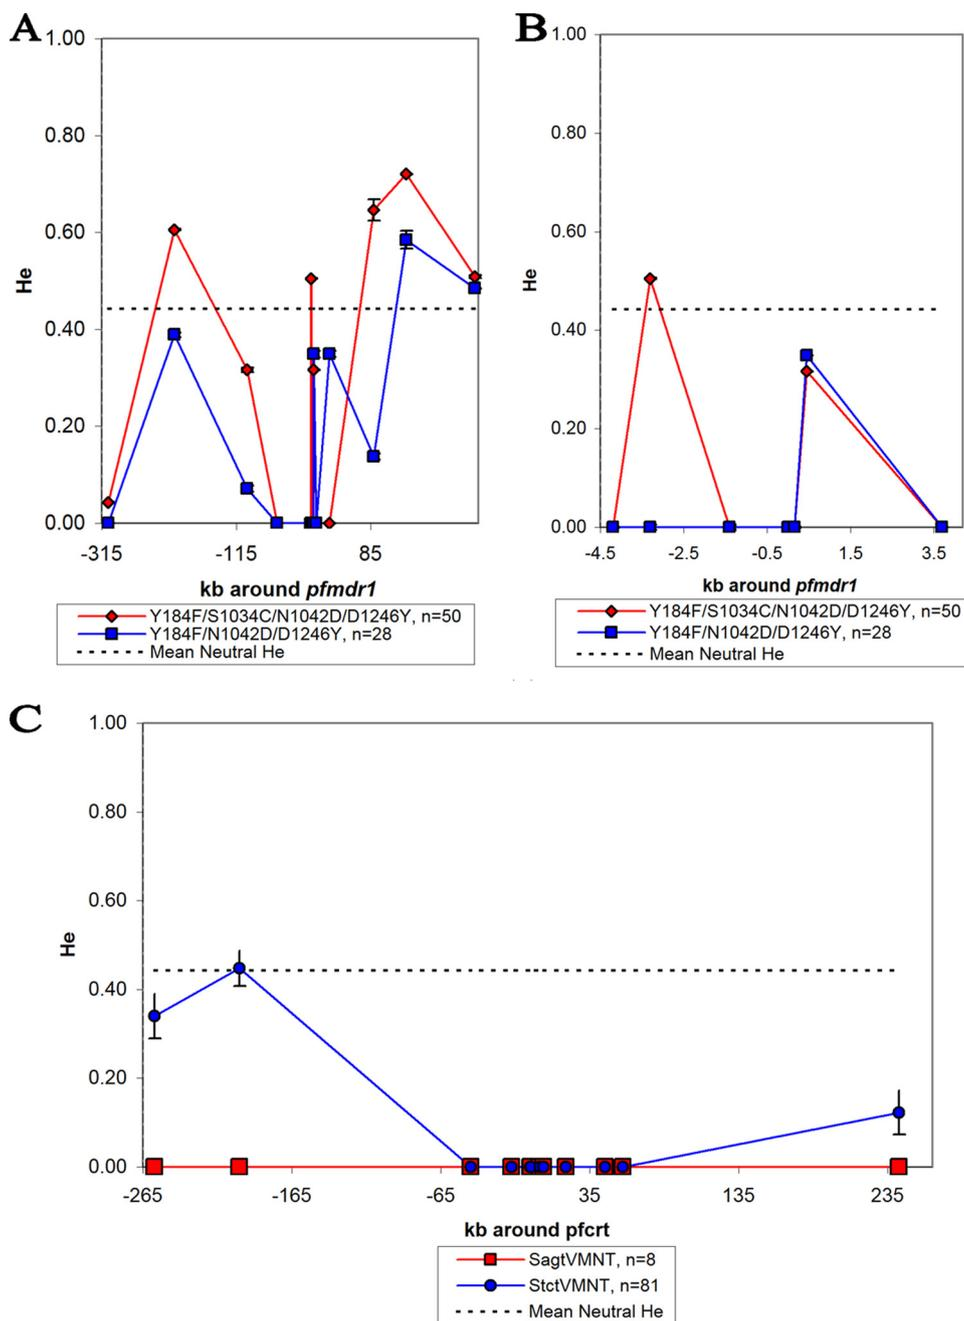 A
1.00
0.80
0.60
0.40
0.20
0.00
He
-315
-115
85
kb around pfmdr1
Y184F/S1034C/N1042D/D1246Y, n=50
Y184F/N1042D/D1246Y, n=28
Mean Neutral He
B
1.00
0.80
0.60
0.40
0.20
0.00
He
-4.5
-2.5
-0.5
1.5
3.5
kb around pfmdr1
Y184F/S1034C/N1042D/D1246Y, n=50
Y184F/N1042D/D1246Y, n=28
Mean Neutral He
C
1.00
0.80
0.60
0.40
0.20
0.00
He
-265
-165
-65
35
135
235
kb around pfcrt
SagtVMNT, n=8
StctVMNT, n=81
Mean Neutral He